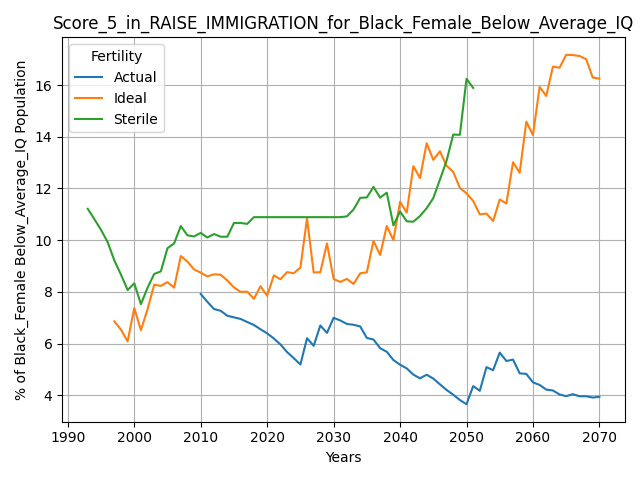 Score_5_in_RAISE_IMMIGRATION_for_Black_Female_Below_Average_IQ
Fertility
Actual
Ideal
Sterile
% of Black_Female Below_Average_IQ Population
16
14
12
10
8
6
4
1990 2000 2010 2020 2030 2040 2050 2060 2070
Years